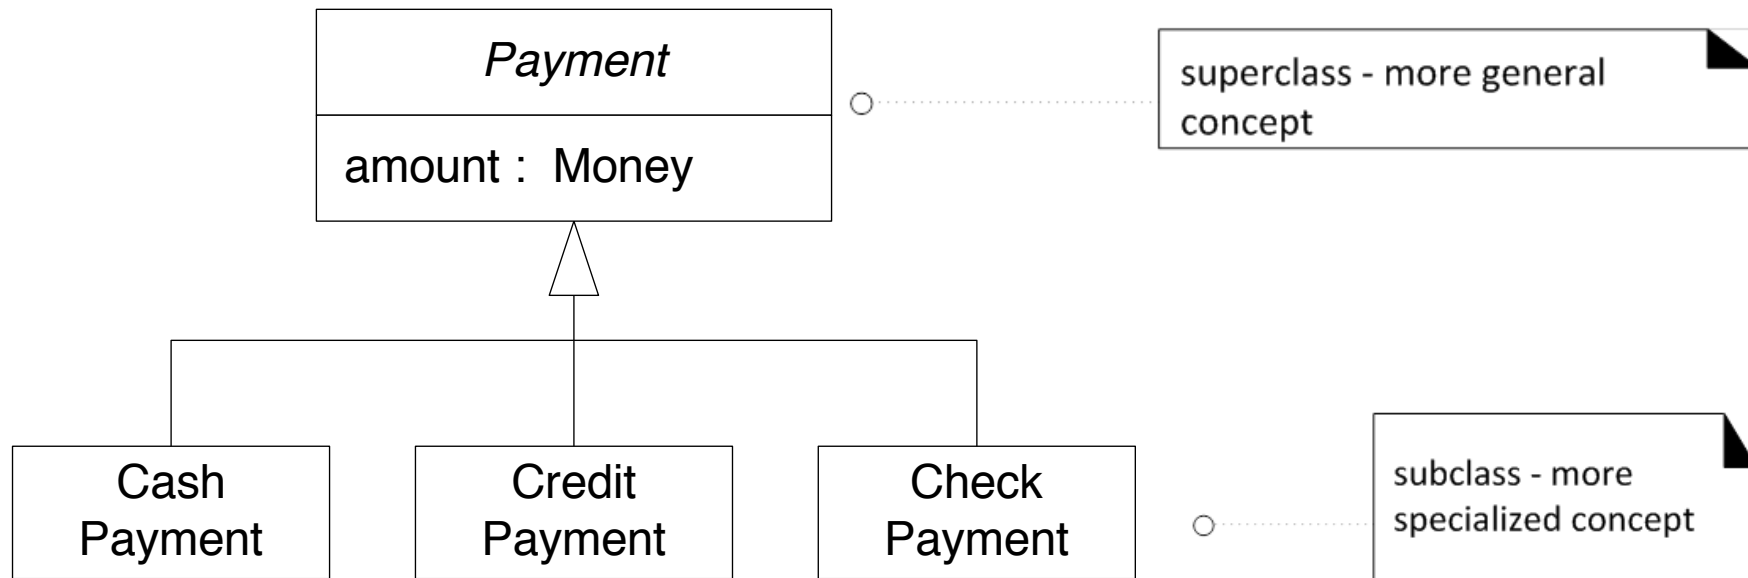 Payment
amount : Money
superclass - more general
concept
Cash
Payment
Credit
Payment
Check
Payment
subclass - more
specialized concept